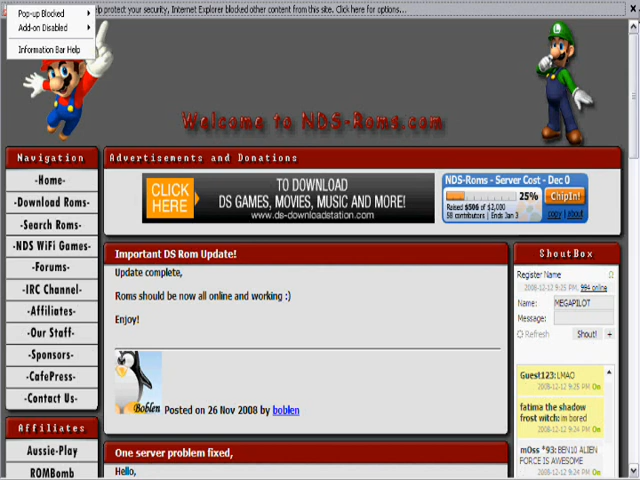 Pop-up Blocked
lp protect your security, Internet Explorer blocked other content from this site. Click here for options...
Add-on Disabled
Information Bar Help
Welcome to NDS-Roms.com
Navigation
-Home-
-Download Roms-
-Search Roms-
-NDS WiFi Games-
-Forums-
-IRC Channel-
-Affiliates-
-Our Staff-
-Sponsors-
-CafePress-
-Contact Us-
Affiliates
Aussie-Play
ROMBomb
Advertisements and Donations
CLICK
HERE
TO DOWNLOAD
DS GAMES, MOVIES, MUSIC AND MORE!
www.ds-downloadstation.com
NDS-Roms - Server Cost - Dec 0
25%
ChipIn!
Raised $506 of $2,000
58 contributors | Ends Jan 3
copy | about
Important DS Rom Update!
Update complete,
Roms should be now all online and working :)
Enjoy!
Boblen
Posted on 26 Nov 2008 by boblen
One server problem fixed,
Hello,
ShoutBox
Register Name
2008-12-12 9:25 PM, 994 online
Name: MEGAPILOT
Message:
Refresh
Shout!
+
Guest123: LMAO
2008-12-12 9:25 PM On
fatima the shadow
frost witch: im bored
2008-12-12 9:24 PM On
m0ss *93: BEN10 ALIEN
FORCE IS AWESOME
2008-12-12 9:24 PM On